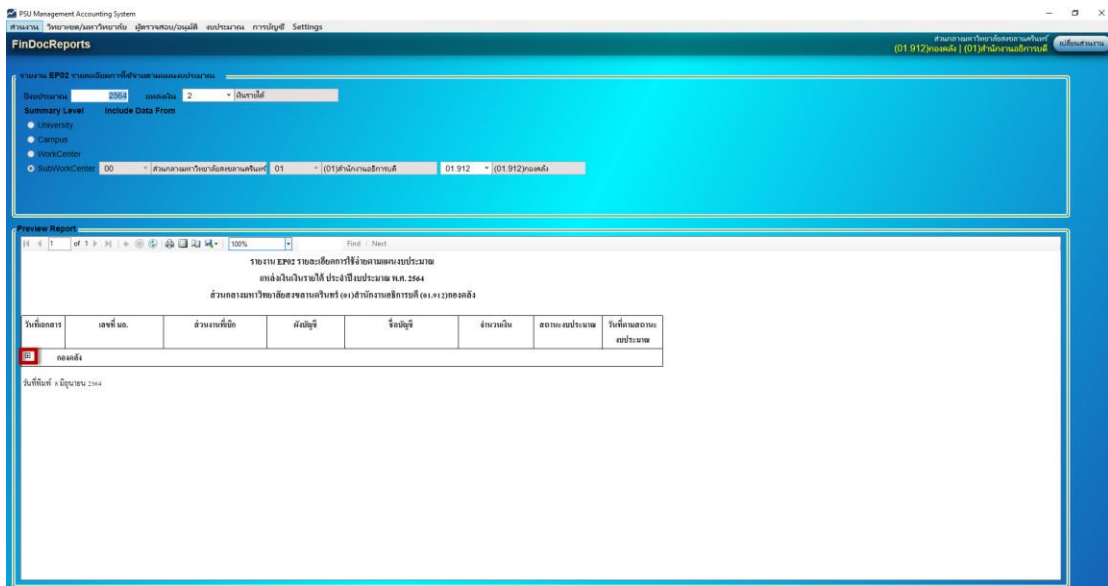 PSU Management Accounting System
ส่วนงาน วิทยาเขต/มหาวิทยาลัย ผู้ตรวจสอบ/อนุมัติ งบประมาณ การบัญชี Settings
FinDocReports
ส่วนกลางมหาวิทยาลัยสงขลานครินทร์
(01.912)กองคลัง | (01)สำนักงานอธิการบดี
เปลี่ยนส่วนงาน
รายงาน EP02 รายละเอียดการใช้จ่ายตามแผนงบประมาณ
ปีงบประมาณ 2564 แหล่งเงิน 2 เงินรายได้
Summary Level Include Data From
University
Campus
WorkCenter
SubWorkCenter 00 ส่วนกลางมหาวิทยาลัยสงขลานครินทร์ 01 (01)สำนักงานอธิการบดี 01.912 (01.912)กองคลัง
Preview Report
1 of 1 100% Find | Next
รายงาน EP02 รายละเอียดการใช้จ่ายตามแผนงบประมาณ
แหล่งเงินเงินรายได้ ประจำปีงบประมาณ พ.ศ. 2564
ส่วนกลางมหาวิทยาลัยสงขลานครินทร์ (01)สำนักงานอธิการบดี (01.912)กองคลัง
วันที่เอกสาร เลขที่ มอ. ส่วนงานที่เบิก ผังบัญชี ชื่อบัญชี จำนวนเงิน สถานะงบประมาณ วันที่ตามสถานะ
งบประมาณ
กองคลัง
วันที่พิมพ์ 8 มิถุนายน 2564